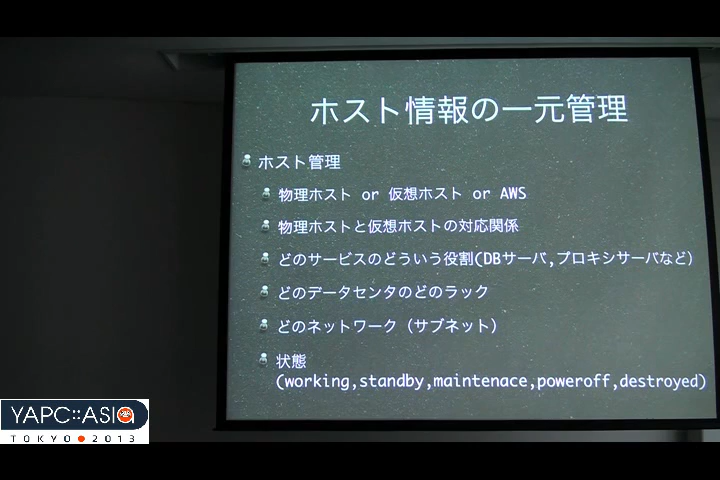 ホスト情報の一元管理
ホスト管理
物理ホスト or 仮想ホスト or AWS
物理ホストと仮想ホストの対応関係
どのサービスのどういう役割(DBサーバ,プロキシサーバなど)
どのデータセンタのどのラック
どのネットワーク (サブネット)
状態
(working,standby,maintenace,poweroff,destroyed)
YAPC::ASIA
TOKYO 2013